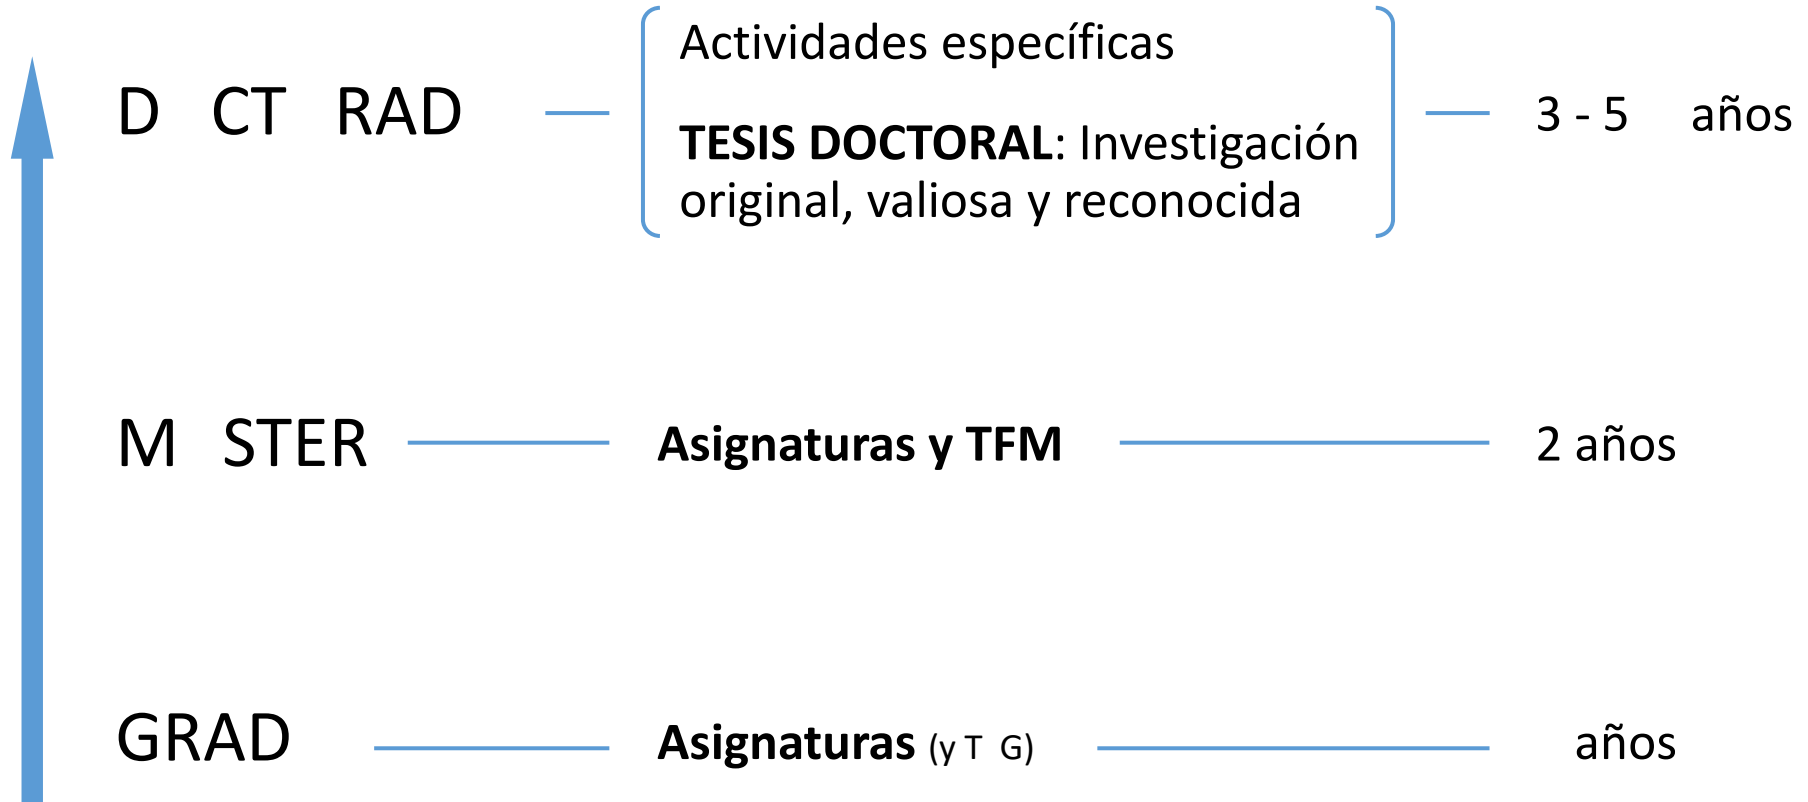 Actividades específicas
D CT RAD 3 - 5 años
TESIS DOCTORAL: Investigación
original, valiosa y reconocida
M STER Asignaturas y TFM 2 años
GRAD Asignaturas (y T G) años